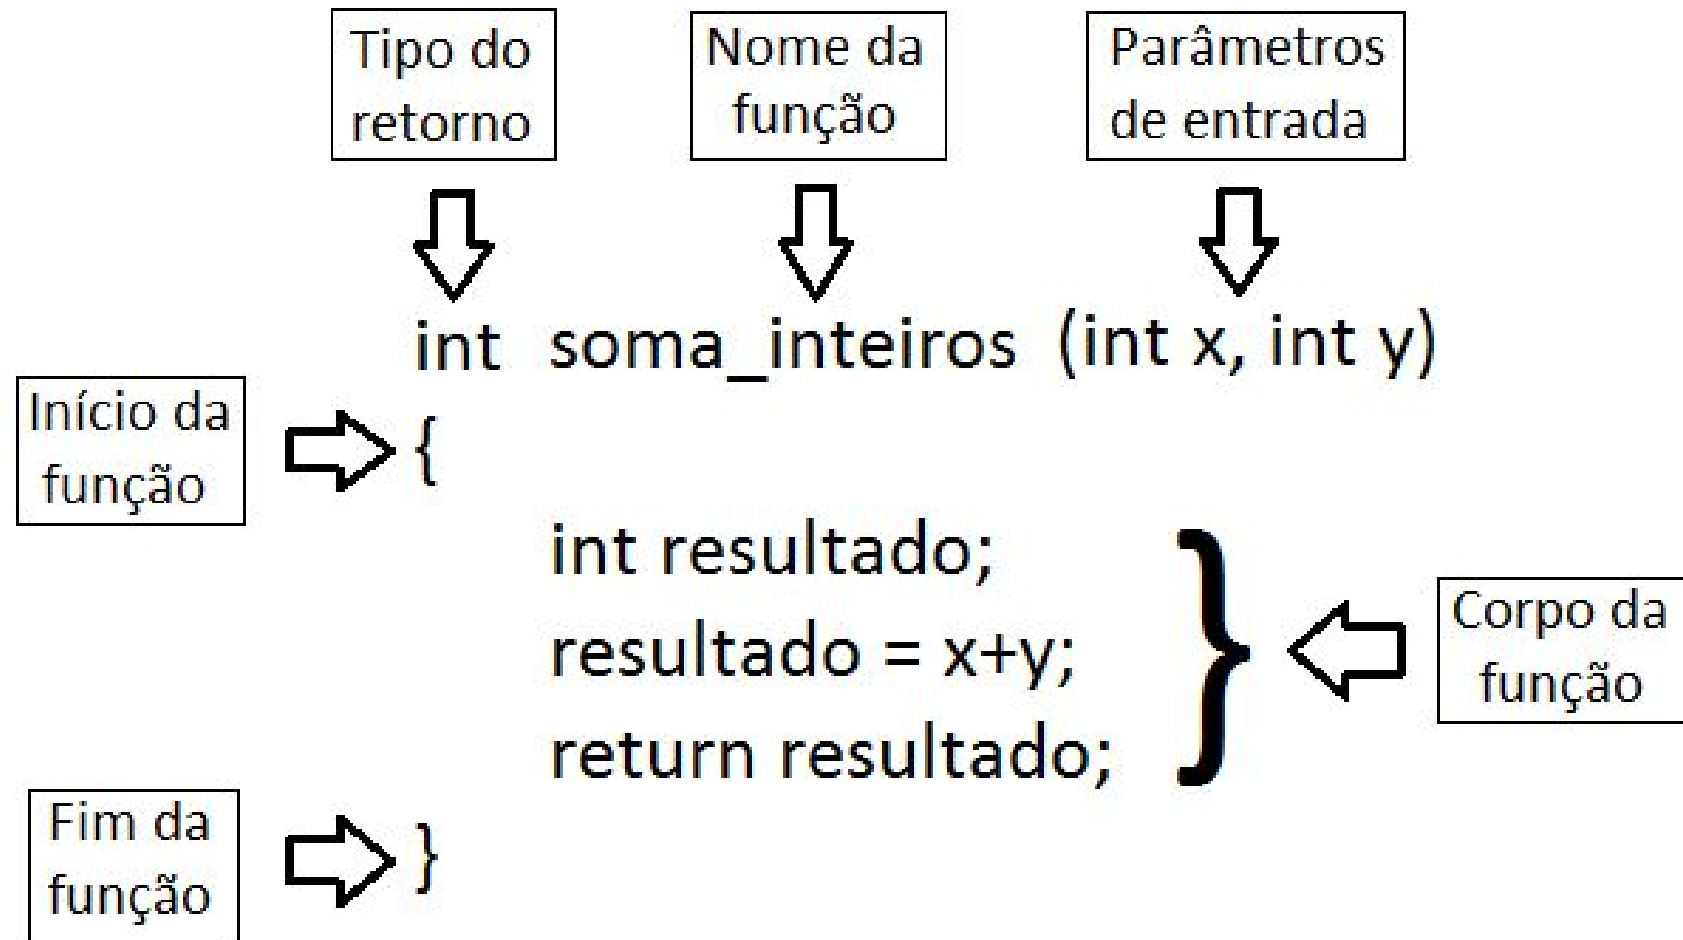 Tipo do
retorno
Nome da
função
Parâmetros
de entrada
int soma_inteiros (int x, int y)
Início da
função
{
int resultado;
resultado = x+y;
return resultado;
}
Corpo da
função
Fim da
função
}